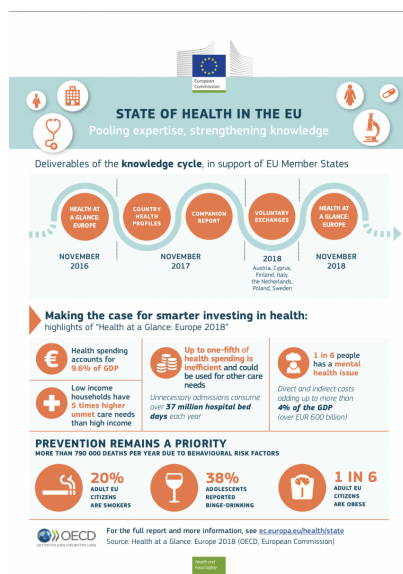 European
Commission
STATE OF HEALTH IN THE EU
Pooling expertise, strengthening knowledge
Deliverables of the knowledge cycle, in support of EU Member States
HEALTH AT
A GLANCE:
EUROPE
COUNTRY
HEALTH
PROFILES
COMPANION
REPORT
VOLUNTARY
EXCHANGES
HEALTH AT
A GLANCE:
EUROPE
NOVEMBER
2016
NOVEMBER
2017
2018
Austria, Cyprus,
Finland, Italy,
the Netherlands,
Poland, Sweden
NOVEMBER
2018
Making the case for smarter investing in health:
highlights of "Health at a Glance: Europe 2018"
€
Health spending
accounts for
9.6% of GDP
Low income
households have
5 times higher
unmet care needs
than high income
Up to one-fifth of
health spending is
inefficient and could
be used for other care
needs
Unnecessary admissions consume
over 37 million hospital bed
days each year
1 in 6 people
has a mental
health issue
Direct and indirect costs
adding up to more than
4% of the GDP
(over EUR 600 billion)
PREVENTION REMAINS A PRIORITY
MORE THAN 790 000 DEATHS PER YEAR DUE TO BEHAVIOURAL RISK FACTORS
20%
ADULT EU
CITIZENS
ARE SMOKERS
38%
ADOLESCENTS
REPORTED
BINGE-DRINKING
1 IN 6
ADULT EU
CITIZENS
ARE OBESE
OECD
BETTER POLICIES FOR BETTER LIVES
For the full report and more information, see ec.europa.eu/health/state
Source: Health at a Glance: Europe 2018 (OECD, European Commission)
Health and
Food Safety